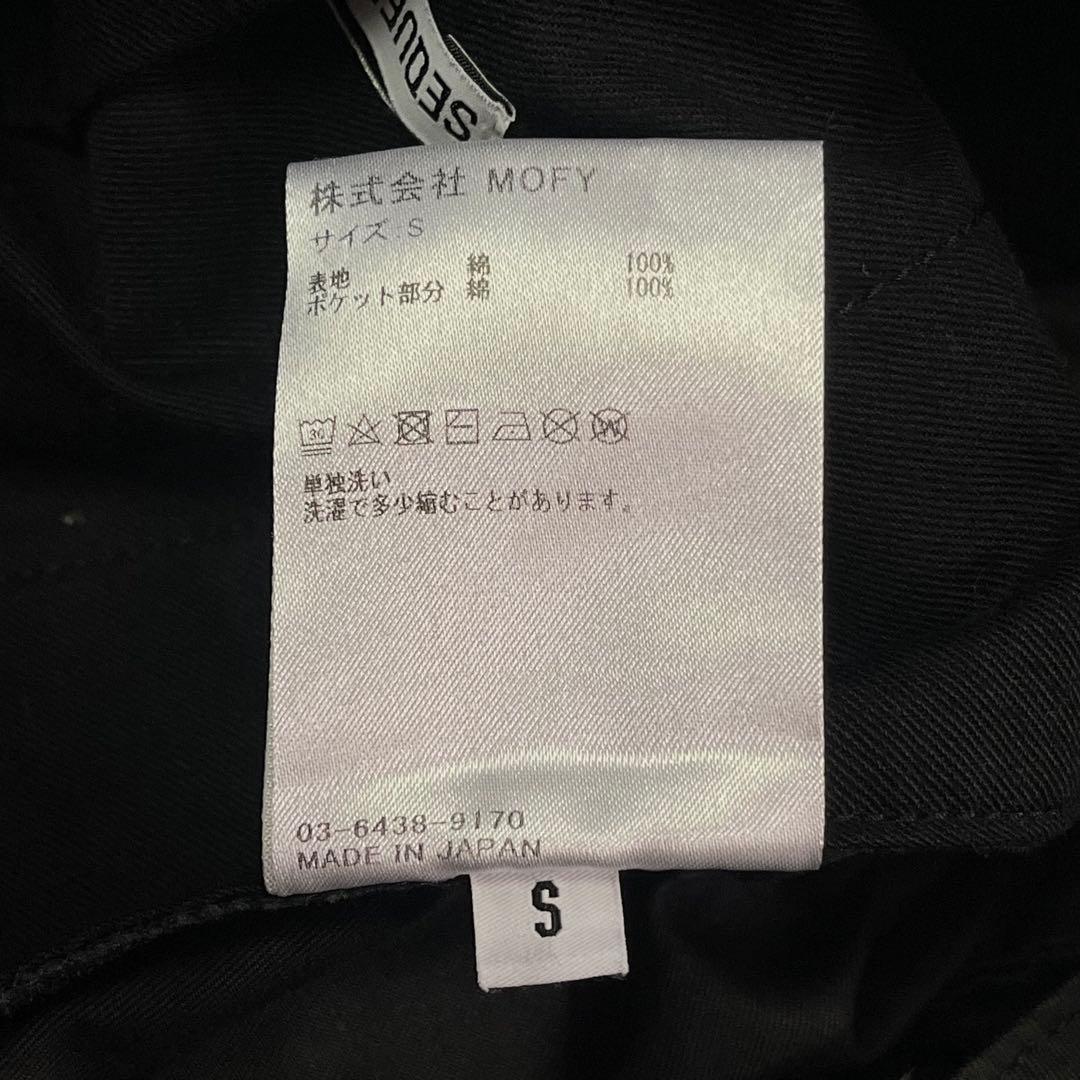 SEQUE
株式会社 MOFY
サイズ:S
表地 綿 100%
ポケット部分 綿 100%
30
W
単独洗い
洗濯で多少縮むことがあります。
03-6438-9170
MADE IN JAPAN
S